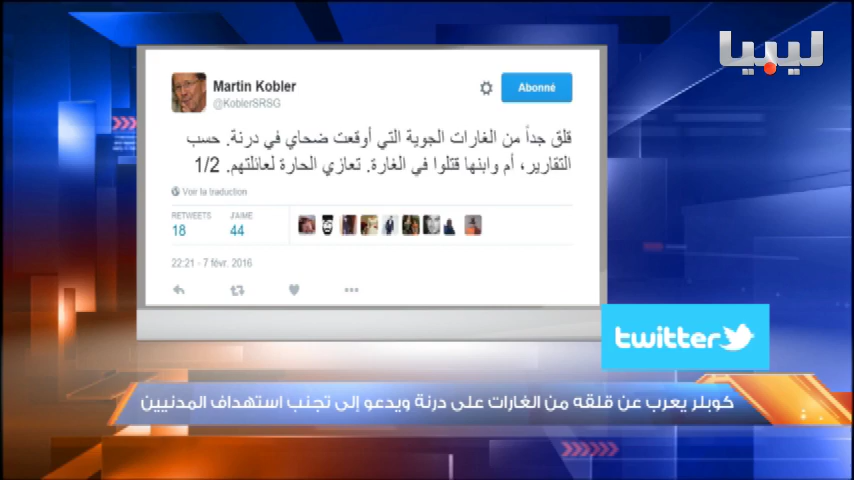 ليبيا
Martin Kobler
@KoblerSRSG
Abonné
قلق جداً من الغارات الجوية التي أوقعت ضحاي في درنة. حسب
التقارير، أم وابنها قتلوا في الغارة. تعازي الحارة لعائلتهم. 1/2
Voir la traduction
RETWEETS
J'AIME
18
44
22:21 - 7 févr. 2016
twitter
كوبلر يعرب عن قلقه من الغارات على درنة ويدعو إلى تجنب استهداف المدنيين